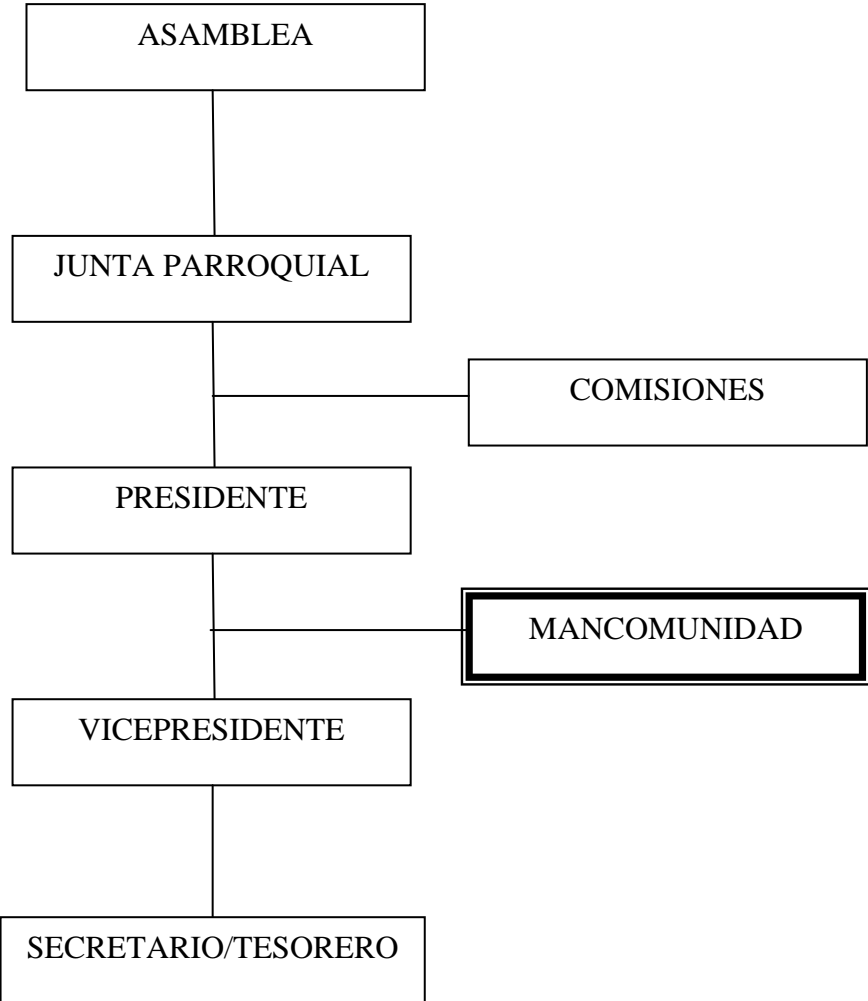 ASAMBLEA
JUNTA PARROQUIAL
COMISIONES
PRESIDENTE
MANCOMUNIDAD
VICEPRESIDENTE
SECRETARIO/TESORERO